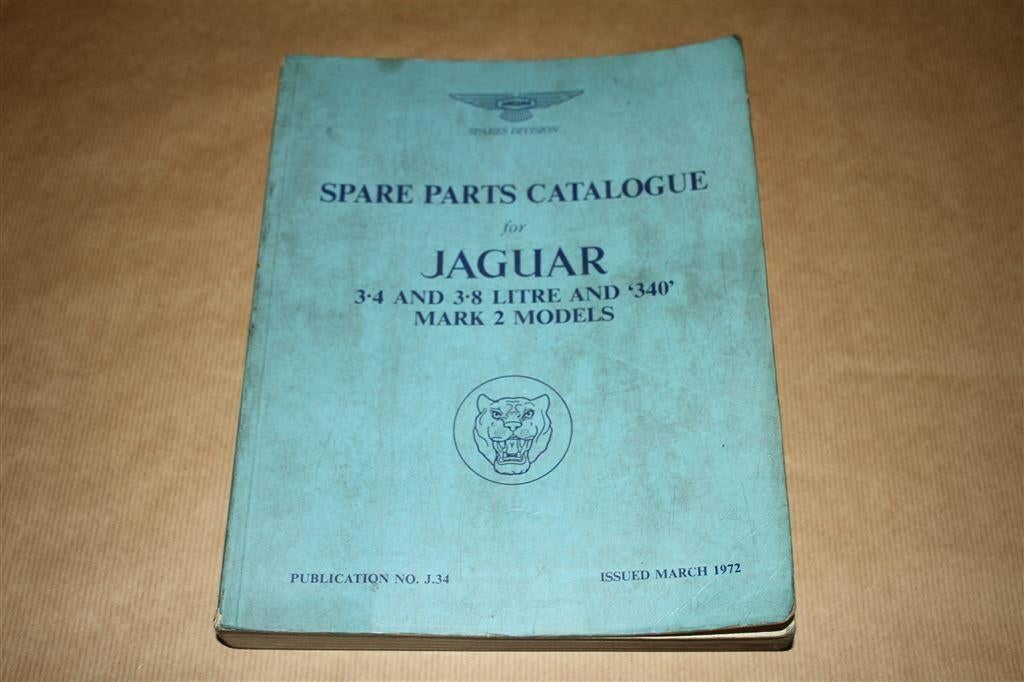 JAGUAR
SPARES DIVISION
SPARE PARTS CATALOGUE
for
JAGUAR
3·4 AND 3·8 LITRE AND ‘340’
MARK 2 MODELS
PUBLICATION NO. J.34
ISSUED MARCH 1972